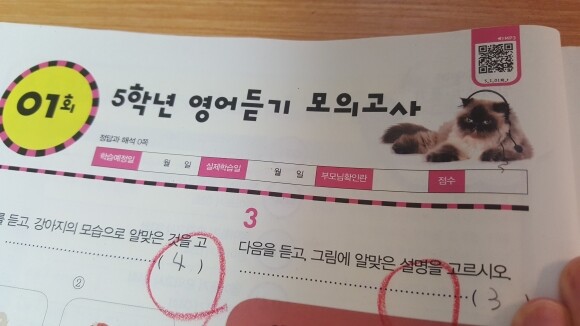 01회
5학년 영어듣기 모의고사
정답과 해석 0쪽
학습예정일 월 일 실제학습일 월 일 부모님확인란 점수
듣고, 강아지의 모습으로 알맞은 것을 고
( 4 )
②
3
다음을 듣고, 그림에 알맞은 설명을 고르시오.
( 3 )